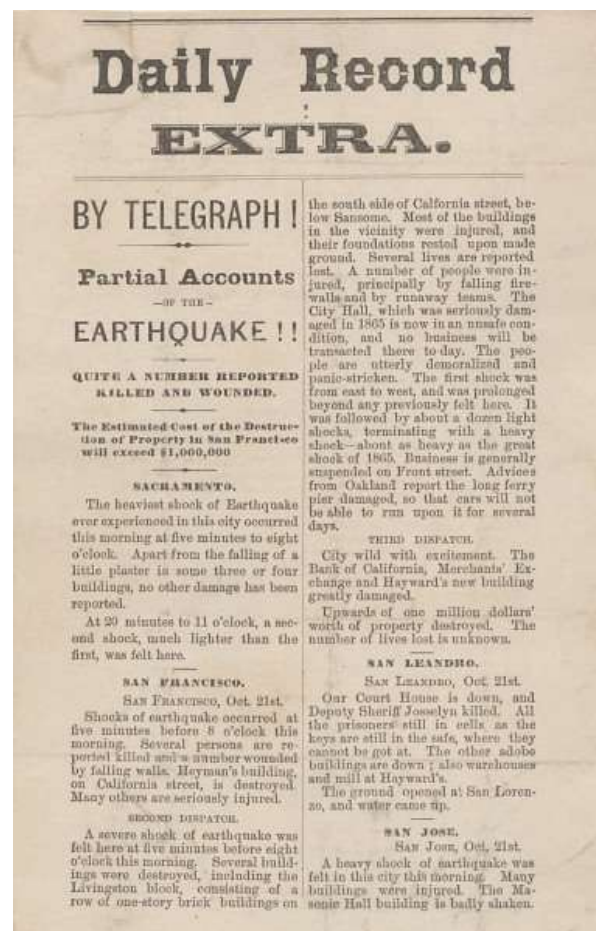 Daily Record
EXTRA.
BY TELEGRAPH!
Partial Accounts
—OF THE—
EARTHQUAKE!!
QUITE A NUMBER REPORTED
KILLED AND WOUNDED.
The Estimated Cost of the Destruc-
tion of Property in San Francisco
will exceed $1,000,000
SACRAMENTO.
The heaviest shock of Earthquake
ever experienced in this city occurred
this morning at five minutes to eight
o'clock. Apart from the falling of a
little plaster in some three or four
buildings, no other damage has been
reported.
At 20 minutes to 11 o'clock, a sec-
ond shock, much lighter than the
first, was felt here.
SAN FRANCISCO.
SAN FRANCISCO, Oct. 21st.
Shocks of earthquake occurred at
five minutes before 8 o'clock this
morning. Several persons are re-
ported killed and a number wounded
by falling walls. Heyman's building,
on California street, is destroyed.
Many others are seriously injured.
SECOND DISPATCH.
A severe shock of earthquake was
felt here at five minutes before eight
o'clock this morning. Several build-
ings were destroyed, including the
Livingston block, consisting of a
row of one-story brick buildings on
the south side of Calfornia street, be-
low Sansome. Most of the buildings
in the vicinity were injured, and
their foundations rested upon made
ground. Several lives are reported
lost. A number of people were in-
jured, principally by falling fire-
walls and by runaway teams. The
City Hall, which was seriously dam-
aged in 1865 is now in an unsafe con-
dition, and no business will be
transacted there to-day. The peo-
ple are utterly demoralized and
panic-stricken. The first shock was
from east to west, and was prolonged
beyond any previously felt here. It
was followed by about a dozen light
shocks, terminating with a heavy
shock—about as heavy as the great
shock of 1865. Business is generally
suspended on Front street. Advices
from Oakland report the long ferry
pier damaged, so that cars will not
be able to run upon it for several
days.
THIRD DISPATCH.
City wild with excitement. The
Bank of California, Merchants' Ex-
change and Hayward's new building
greatly damaged.
Upwards of one million dollars'
worth of property destroyed. The
number of lives lost is unknown.
SAN LEANDRO.
SAN LEANDRO, Oct. 21st.
Our Court House is down, and
Deputy Sheriff Josselyn killed. All
the prisoners still in cells as the
keys are still in the safe, where they
cannot be got at. The other adobe
buildings are down; also warehouses
and mill at Hayward's.
The ground opened at San Loren-
zo, and water came up.
SAN JOSE.
SAN JOSE, Oct. 21st.
A heavy shock of earthquake was
felt in this city this morning. Many
buildings were injured. The Ma-
sonic Hall building is badly shaken.